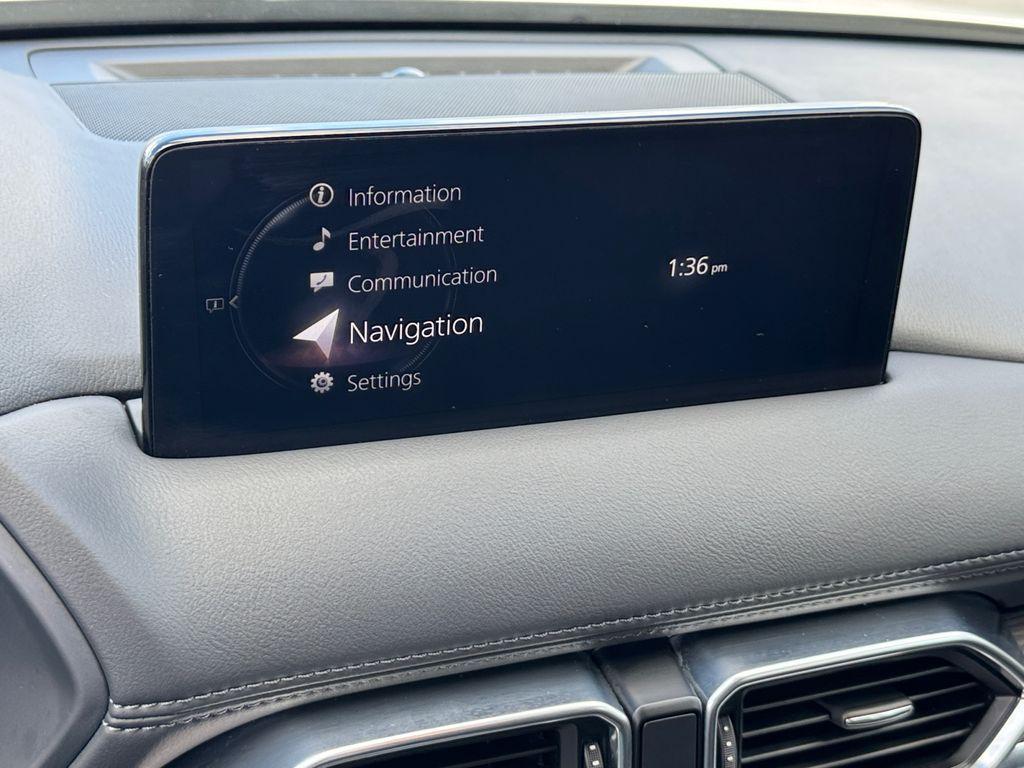 Information
Entertainment
Communication
Navigation
Settings
1:36 pm